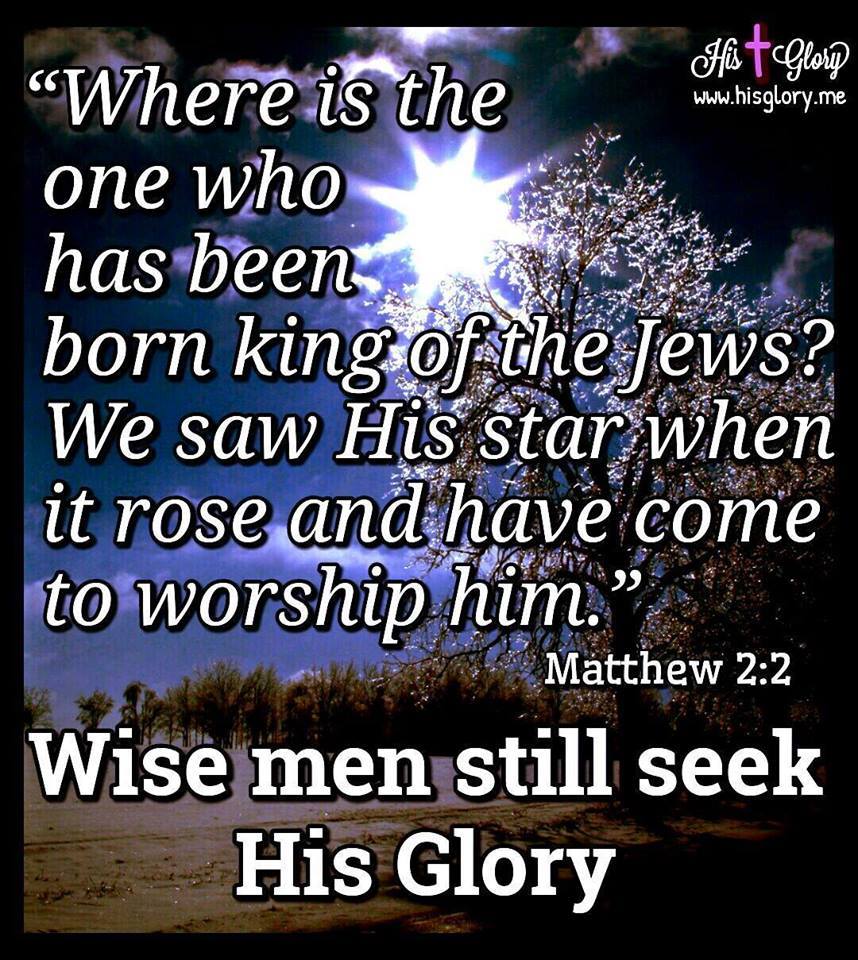 His Glory
www.hisglory.me
“Where is the
one who
has been
born king of the Jews?
We saw His star when
it rose and have come
to worship him.”
Matthew 2:2
Wise men still seek
His Glory